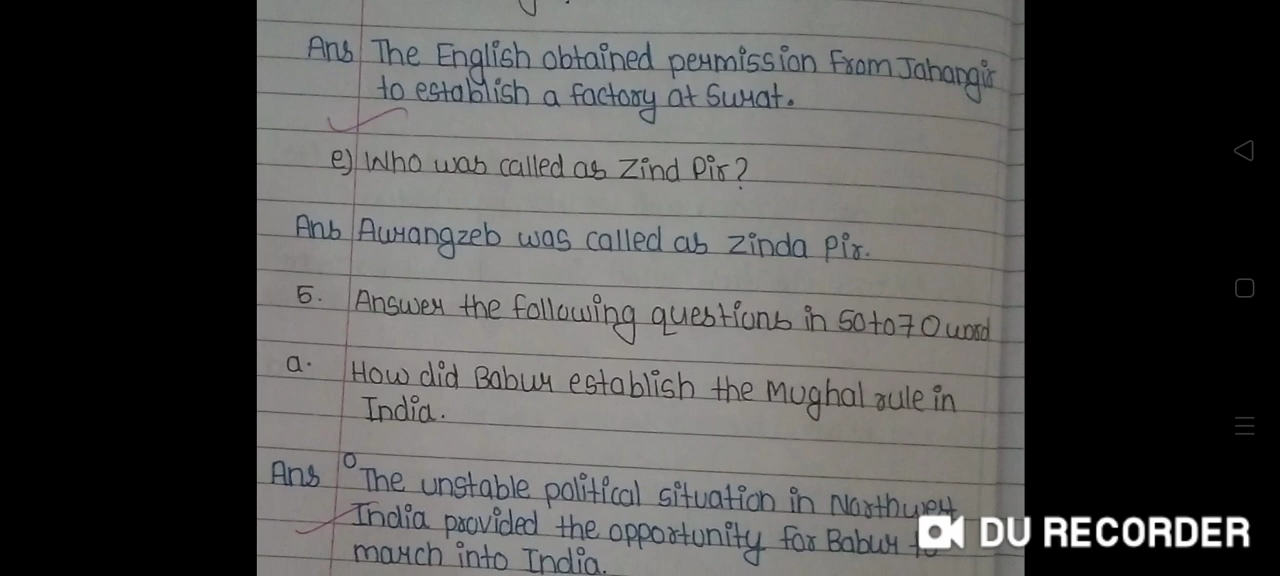 Ans The English obtained permission from Jahangir
to establish a factory at Surat.
e) Who was called as Zind Pir?
Ans Aurangzeb was called as Zinda Pir.
5. Answer the following questions in 50 to 70 word
a. How did Babur establish the Mughal rule in
India.
Ans The unstable political situation in Northwest
India provided the opportunity for Babur to
march into India.
DU RECORDER